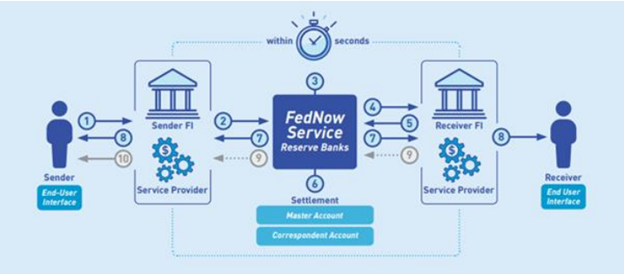 within seconds
1
8
10
Sender
End-User
Interface
Sender FI
$
Service Provider
2
7
9
3
FedNow
Service
Reserve Banks
6
Settlement
Master Account
Correspondent Account
4
5
7
9
Receiver FI
$
Service Provider
8
Receiver
End User
Interface